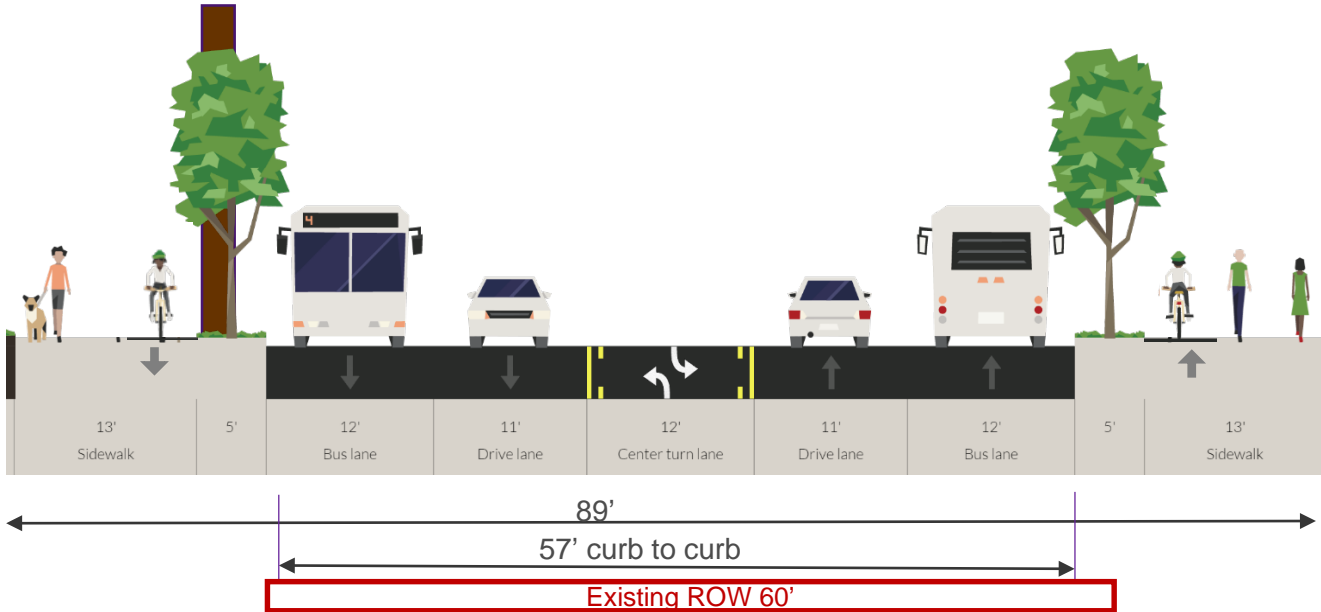 4
13'
5'
12'
11'
12'
11'
12'
5'
13'
Sidewalk
Bus lane
Drive lane
Center turn lane
Drive lane
Bus lane
Sidewalk
89’
57’ curb to curb
Existing ROW 60’